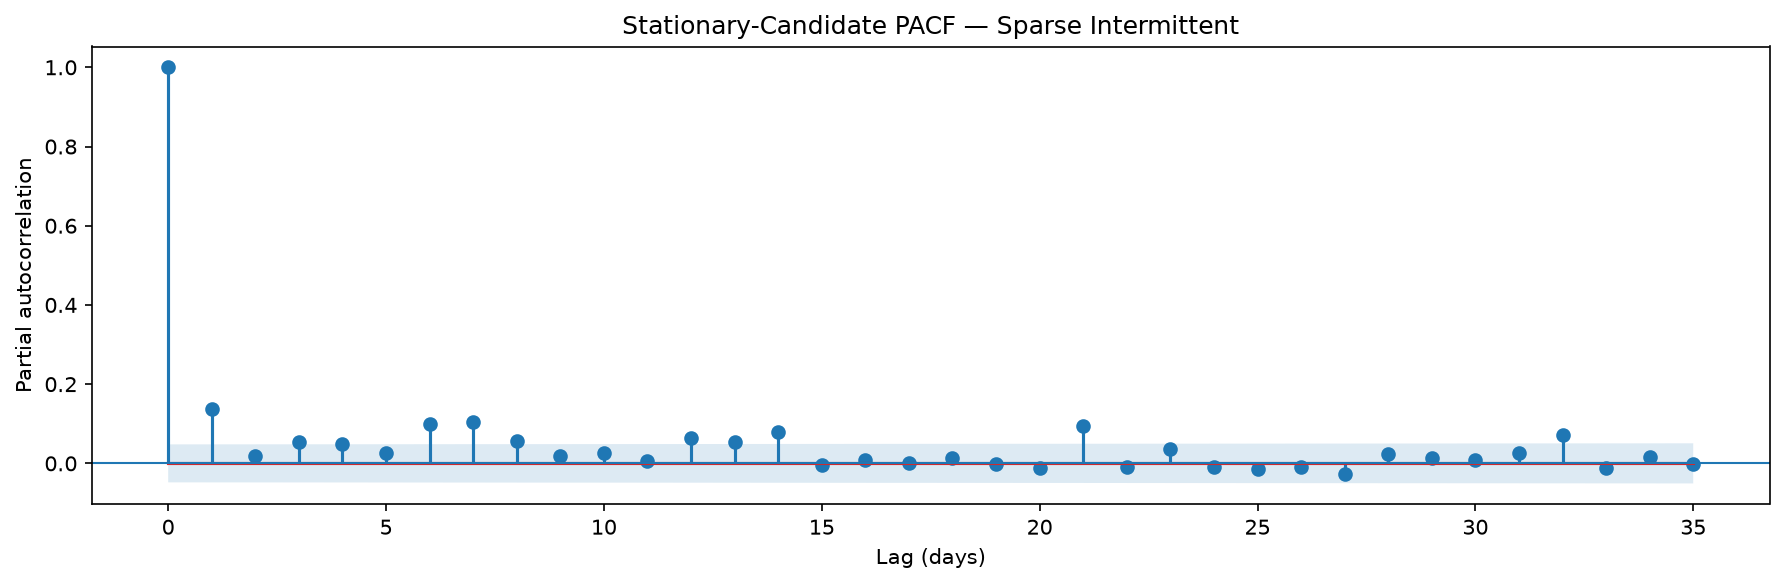 Stationary-Candidate PACF — Sparse Intermittent
Partial autocorrelation
1.0
0.8
0.6
0.4
0.2
0.0
0 5 10 15 20 25 30 35
Lag (days)